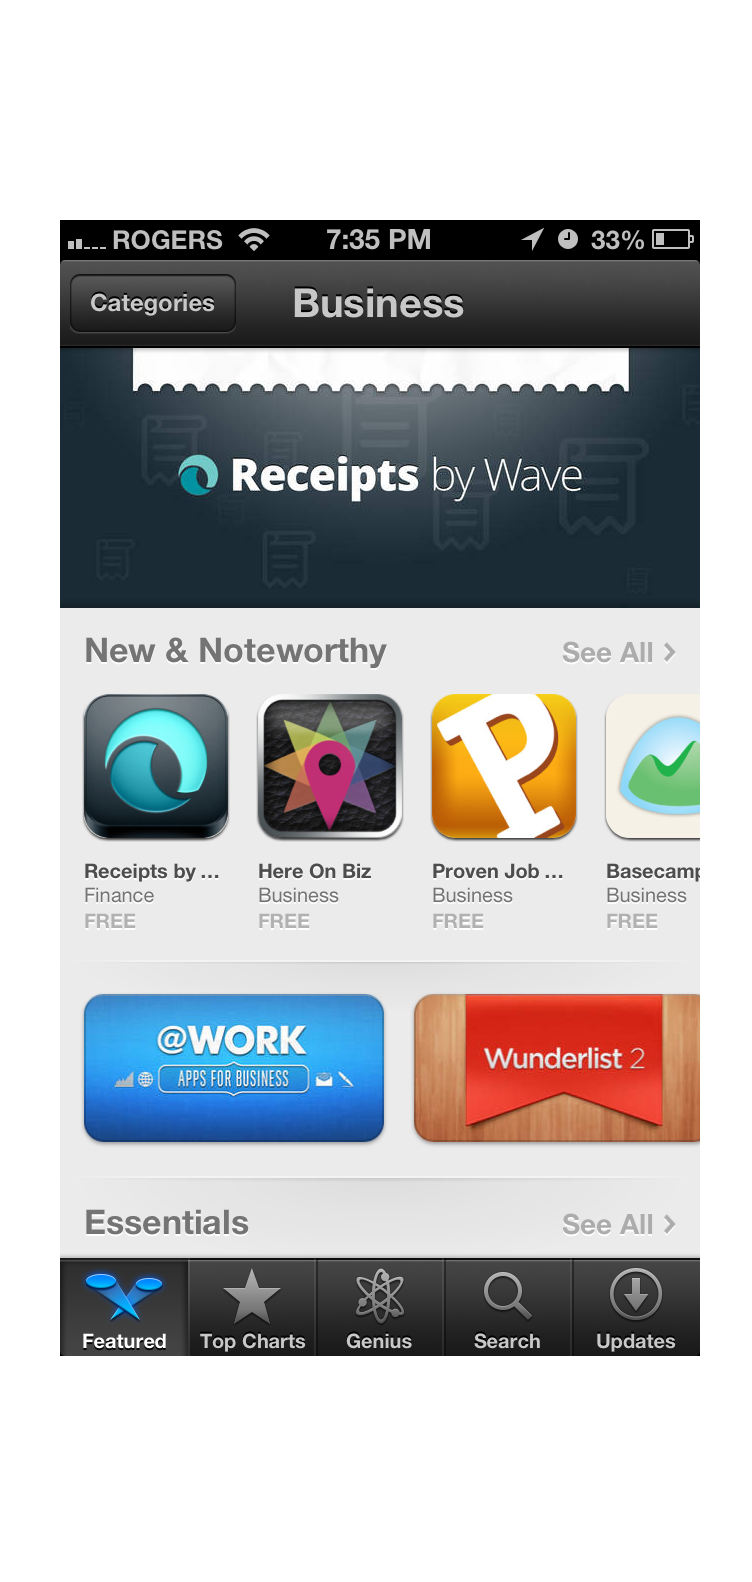 ROGERS 7:35 PM 33%
Categories Business
Receipts by Wave
New & Noteworthy See All
Receipts by ... Here On Biz Proven Job ... Basecamp
Finance Business Business Business
FREE FREE FREE FREE
@WORK
APPS FOR BUSINESS
Wunderlist 2
Essentials See All
Featured Top Charts Genius Search Updates